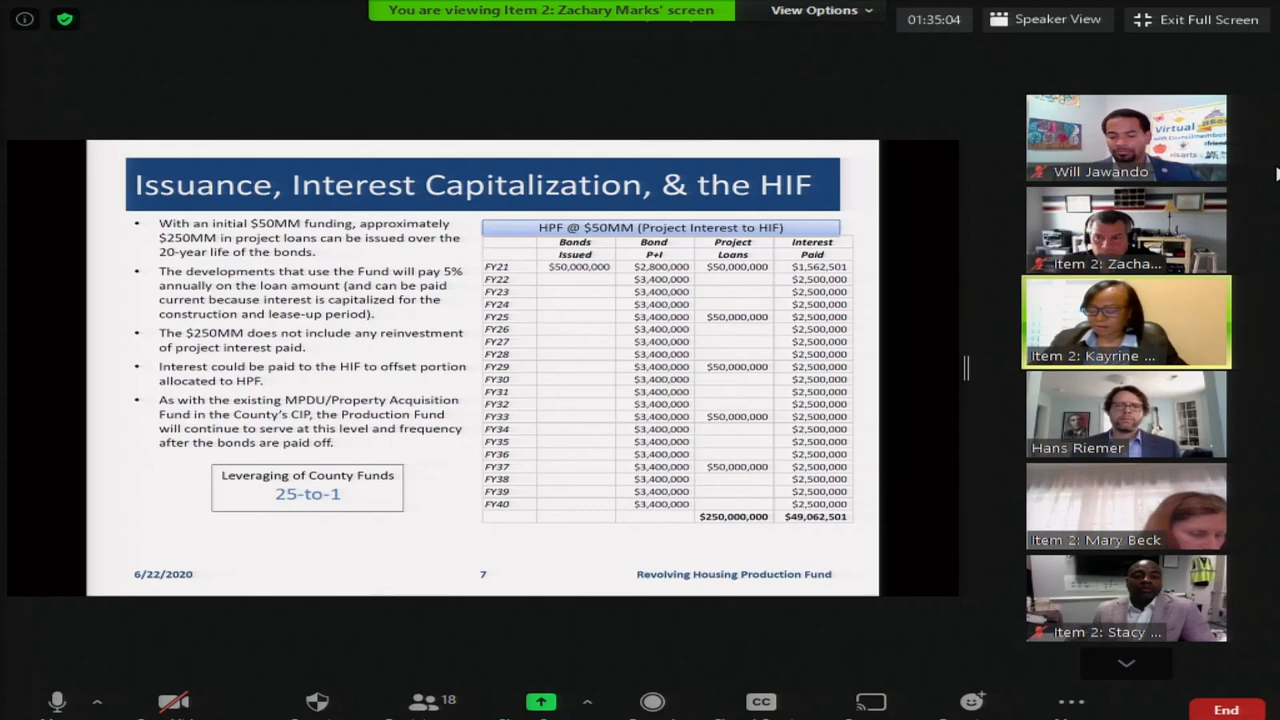 You are viewing Item 2: Zachary Marks' screen
View Options
01:35:04
Speaker View
Exit Full Screen
Issuance, Interest Capitalization, & the HIF
• With an initial $50MM funding, approximately
$250MM in project loans can be issued over the
20-year life of the bonds.
• The developments that use the Fund will pay 5%
annually on the loan amount (and can be paid
current because interest is capitalized for the
construction and lease-up period).
• The $250MM does not include any reinvestment
of project interest paid.
• Interest could be paid to the HIF to offset portion
allocated to HPF.
• As with the existing MPDU/Property Acquisition
Fund in the County's CIP, the Production Fund
will continue to serve at this level and frequency
after the bonds are paid off.
Leveraging of County Funds
25-to-1
HPF @ $50MM (Project Interest to HIF)
Bonds Bond Project Interest
Issued P+I Loans Paid
FY21 $50,000,000 $2,800,000 $50,000,000 $1,562,501
FY22 $3,400,000 $2,500,000
FY23 $3,400,000 $2,500,000
FY24 $3,400,000 $2,500,000
FY25 $3,400,000 $50,000,000 $2,500,000
FY26 $3,400,000 $2,500,000
FY27 $3,400,000 $2,500,000
FY28 $3,400,000 $2,500,000
FY29 $3,400,000 $50,000,000 $2,500,000
FY30 $3,400,000 $2,500,000
FY31 $3,400,000 $2,500,000
FY32 $3,400,000 $2,500,000
FY33 $3,400,000 $50,000,000 $2,500,000
FY34 $3,400,000 $2,500,000
FY35 $3,400,000 $2,500,000
FY36 $3,400,000 $2,500,000
FY37 $3,400,000 $50,000,000 $2,500,000
FY38 $3,400,000 $2,500,000
FY39 $3,400,000 $2,500,000
FY40 $3,400,000 $2,500,000
$250,000,000 $49,062,501
6/22/2020 7 Revolving Housing Production Fund
Virtual
Will Jawando
Item 2: Zacha...
Item 2: Kayrine ...
Hans Riemer
Item 2: Mary Beck
Item 2: Stacy ...
18
CC
End